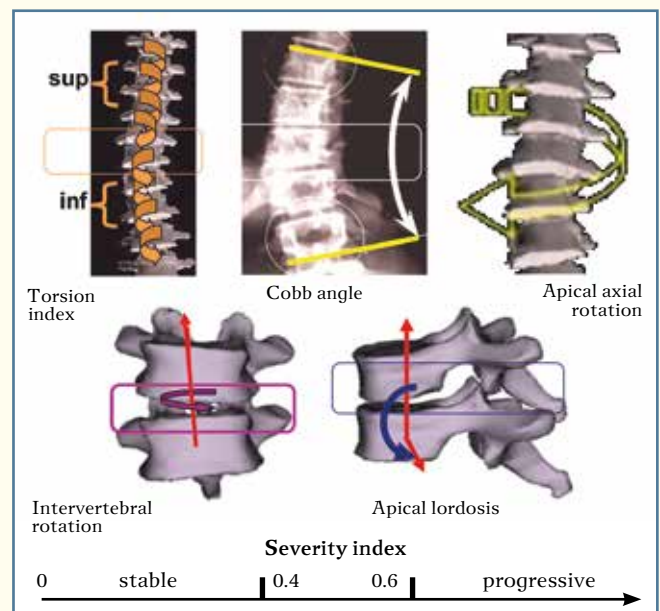 sup
inf
Torsion
index
Cobb angle
Apical axial
rotation
Intervertebral
rotation
Apical lordosis
Severity index
0 stable 0.4 0.6 progressive